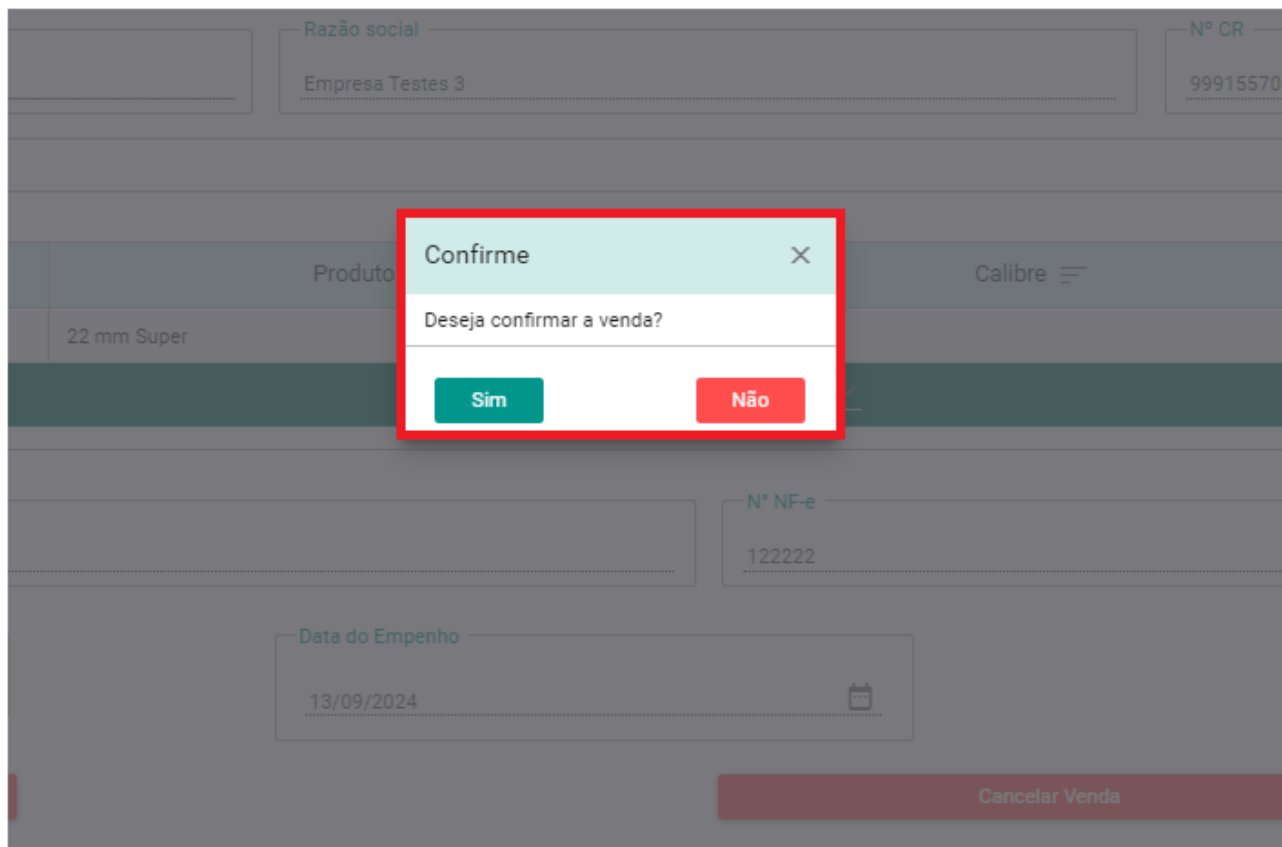 Razão social
Nº CR
Empresa Testes 3
99915570
Confirme
Produto
Calibre
Deseja confirmar a venda?
22 mm Super
Sim
Não
N° NF-e
122222
Data do Empenho
13/09/2024
Cancelar Venda